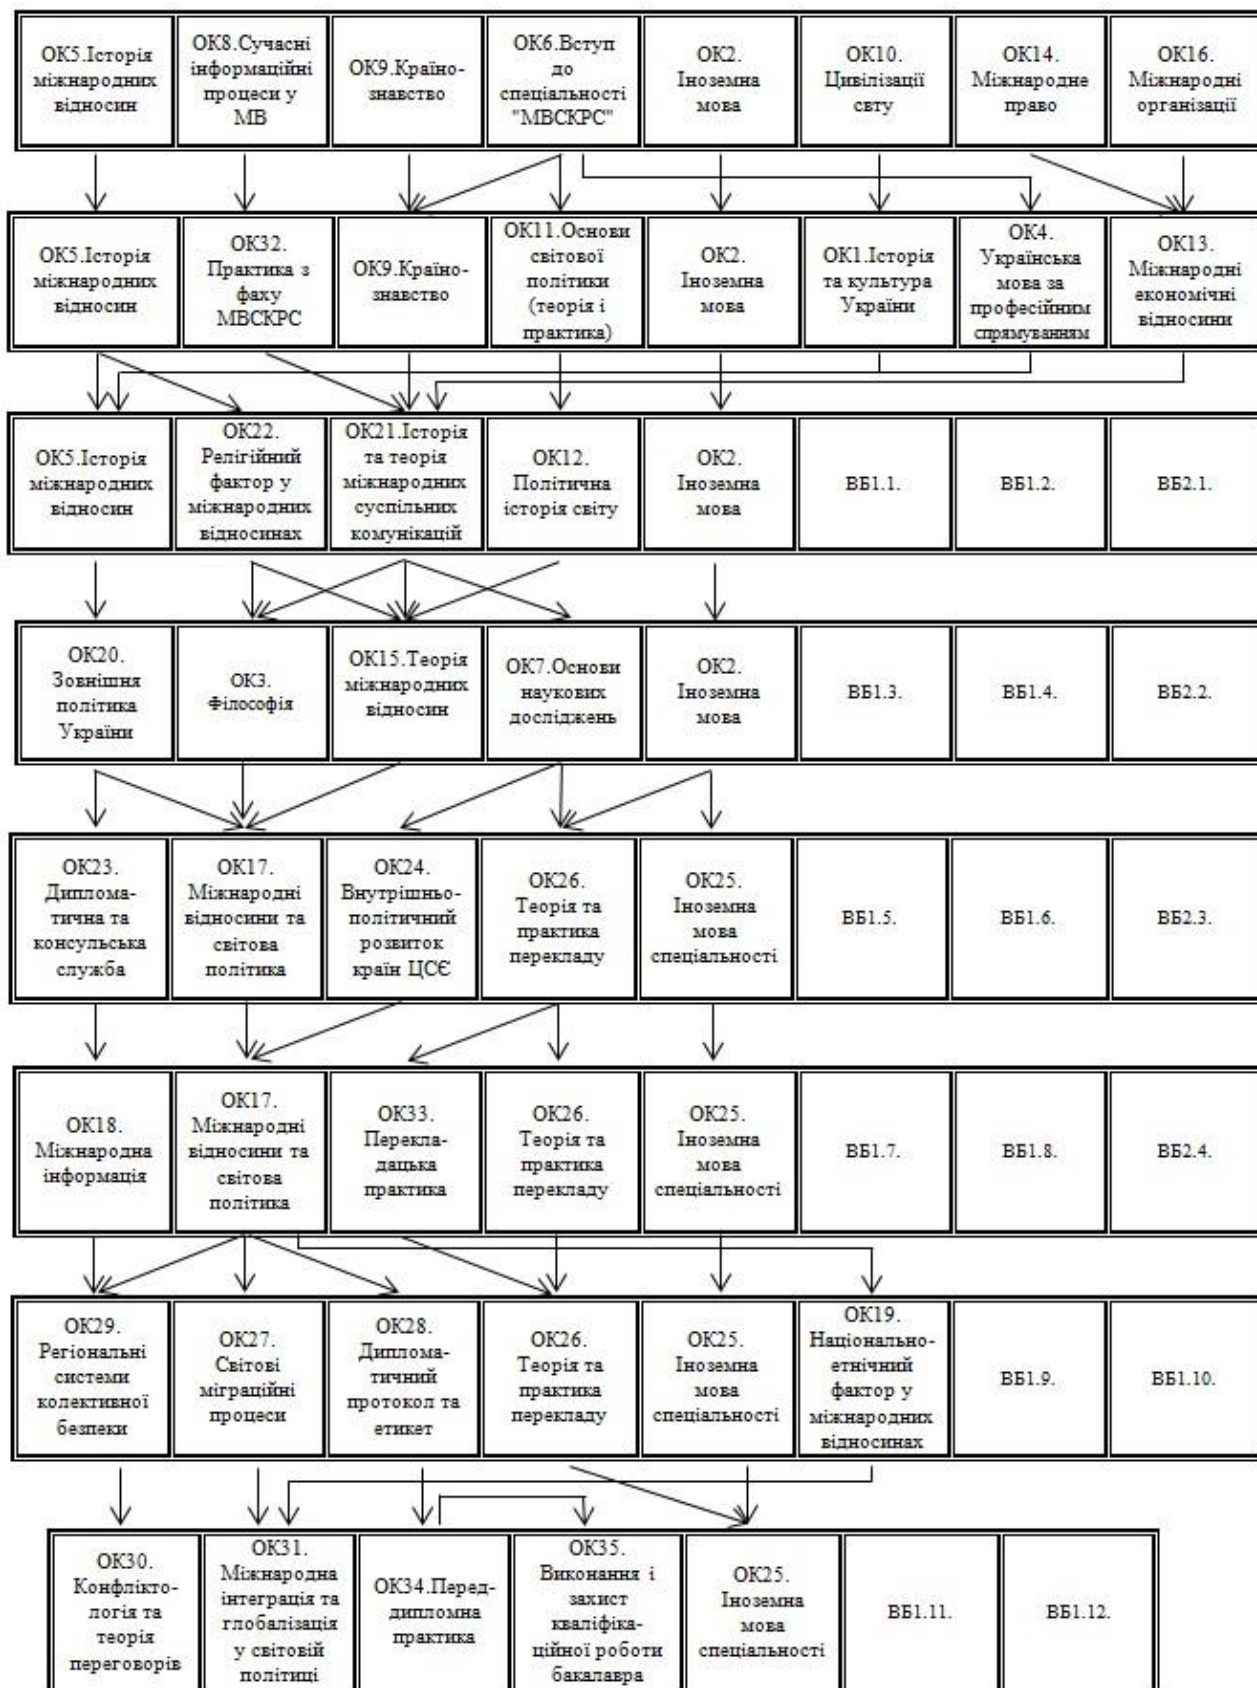 ОК5.Історія
міжнародних
відносин
ОК8.Сучасні
інформаційні
процеси у
МВ
ОК9.Країно-
знавство
ОК6.Вступ
до
спеціальності
"МВСКРС"
ОК2.
Іноземна
мова
ОК10.
Цивілізації
свту
ОК14.
Міжнародне
право
ОК16.
Міжнародні
організації
ОК5.Історія
міжнародних
відносин
ОК32.
Практика з
фаху
МВСКРС
ОК9.Країно-
знавство
ОК11.Основи
світової
політики
(теорія і
практика)
ОК2.
Іноземна
мова
ОК1.Історія
та культура
України
ОК4.
Українська
мова за
професійним
спрямуванням
ОК13.
Міжнародні
економічні
відносини
ОК5.Історія
міжнародних
відносин
ОК22.
Релігійний
фактор у
міжнародних
відносинах
ОК21.Історія
та теорія
міжнародних
суспільних
комунікацій
ОК12.
Політична
історія світу
ОК2.
Іноземна
мова
ВБ1.1.
ВБ1.2.
ВБ2.1.
ОК20.
Зовнішня
політика
України
ОК3.
Філософія
ОК15.Теорія
міжнародних
відносин
ОК7.Основи
наукових
досліджень
ОК2.
Іноземна
мова
ВБ1.3.
ВБ1.4.
ВБ2.2.
ОК23.
Диплома-
тична та
консульська
служба
ОК17.
Міжнародні
відносини та
світова
політика
ОК24.
Внутрішньо-
політичний
розвиток
країн ЦСЄ
ОК26.
Теорія та
практика
перекладу
ОК25.
Іноземна
мова
спеціальності
ВБ1.5.
ВБ1.6.
ВБ2.3.
ОК18.
Міжнародна
інформація
ОК17.
Міжнародні
відносини та
світова
політика
ОК33.
Перекла-
дацька
практика
ОК26.
Теорія та
практика
перекладу
ОК25.
Іноземна
мова
спеціальності
ВБ1.7.
ВБ1.8.
ВБ2.4.
ОК29.
Регіональні
системи
колективної
безпеки
ОК27.
Світові
міграційні
процеси
ОК28.
Диплома-
тичний
протокол та
етикет
ОК26.
Теорія та
практика
перекладу
ОК25.
Іноземна
мова
спеціальності
ОК19.
Національно-
етнічний
фактор у
міжнародних
відносинах
ВБ1.9.
ВБ1.10.
ОК30.
Конфлікто-
логія та
теорія
переговорів
ОК31.
Міжнародна
інтеграція та
глобалізація
у світовій
політиці
ОК34.Перед-
дипломна
практика
ОК35.
Виконання і
захист
кваліфіка-
ційної роботи
бакалавра
ОК25.
Іноземна
мова
спеціальності
ВБ1.11.
ВБ1.12.